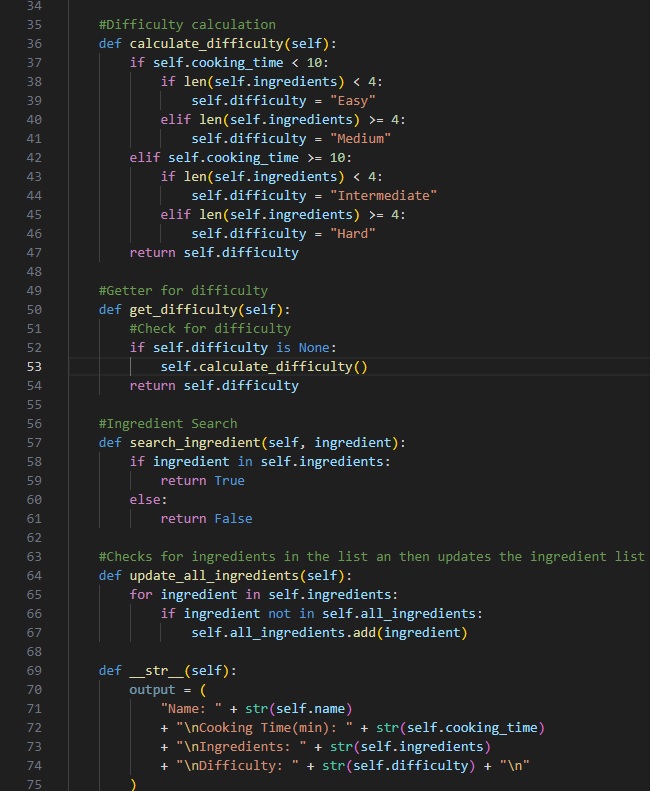 34
35 #Difficulty calculation
36 def calculate_difficulty(self):
37 if self.cooking_time < 10:
38 if len(self.ingredients) < 4:
39 self.difficulty = "Easy"
40 elif len(self.ingredients) >= 4:
41 self.difficulty = "Medium"
42 elif self.cooking_time >= 10:
43 if len(self.ingredients) < 4:
44 self.difficulty = "Intermediate"
45 elif len(self.ingredients) >= 4:
46 self.difficulty = "Hard"
47 return self.difficulty
48
49 #Getter for difficulty
50 def get_difficulty(self):
51 #Check for difficulty
52 if self.difficulty is None:
53 self.calculate_difficulty()
54 return self.difficulty
55
56 #Ingredient Search
57 def search_ingredient(self, ingredient):
58 if ingredient in self.ingredients:
59 return True
60 else:
61 return False
62
63 #Checks for ingredients in the list an then updates the ingredient list
64 def update_all_ingredients(self):
65 for ingredient in self.ingredients:
66 if ingredient not in self.all_ingredients:
67 self.all_ingredients.add(ingredient)
68
69 def __str__(self):
70 output = (
71 "Name: " + str(self.name)
72 + "\nCooking Time(min): " + str(self.cooking_time)
73 + "\nIngredients: " + str(self.ingredients)
74 + "\nDifficulty: " + str(self.difficulty) + "\n"
75 )